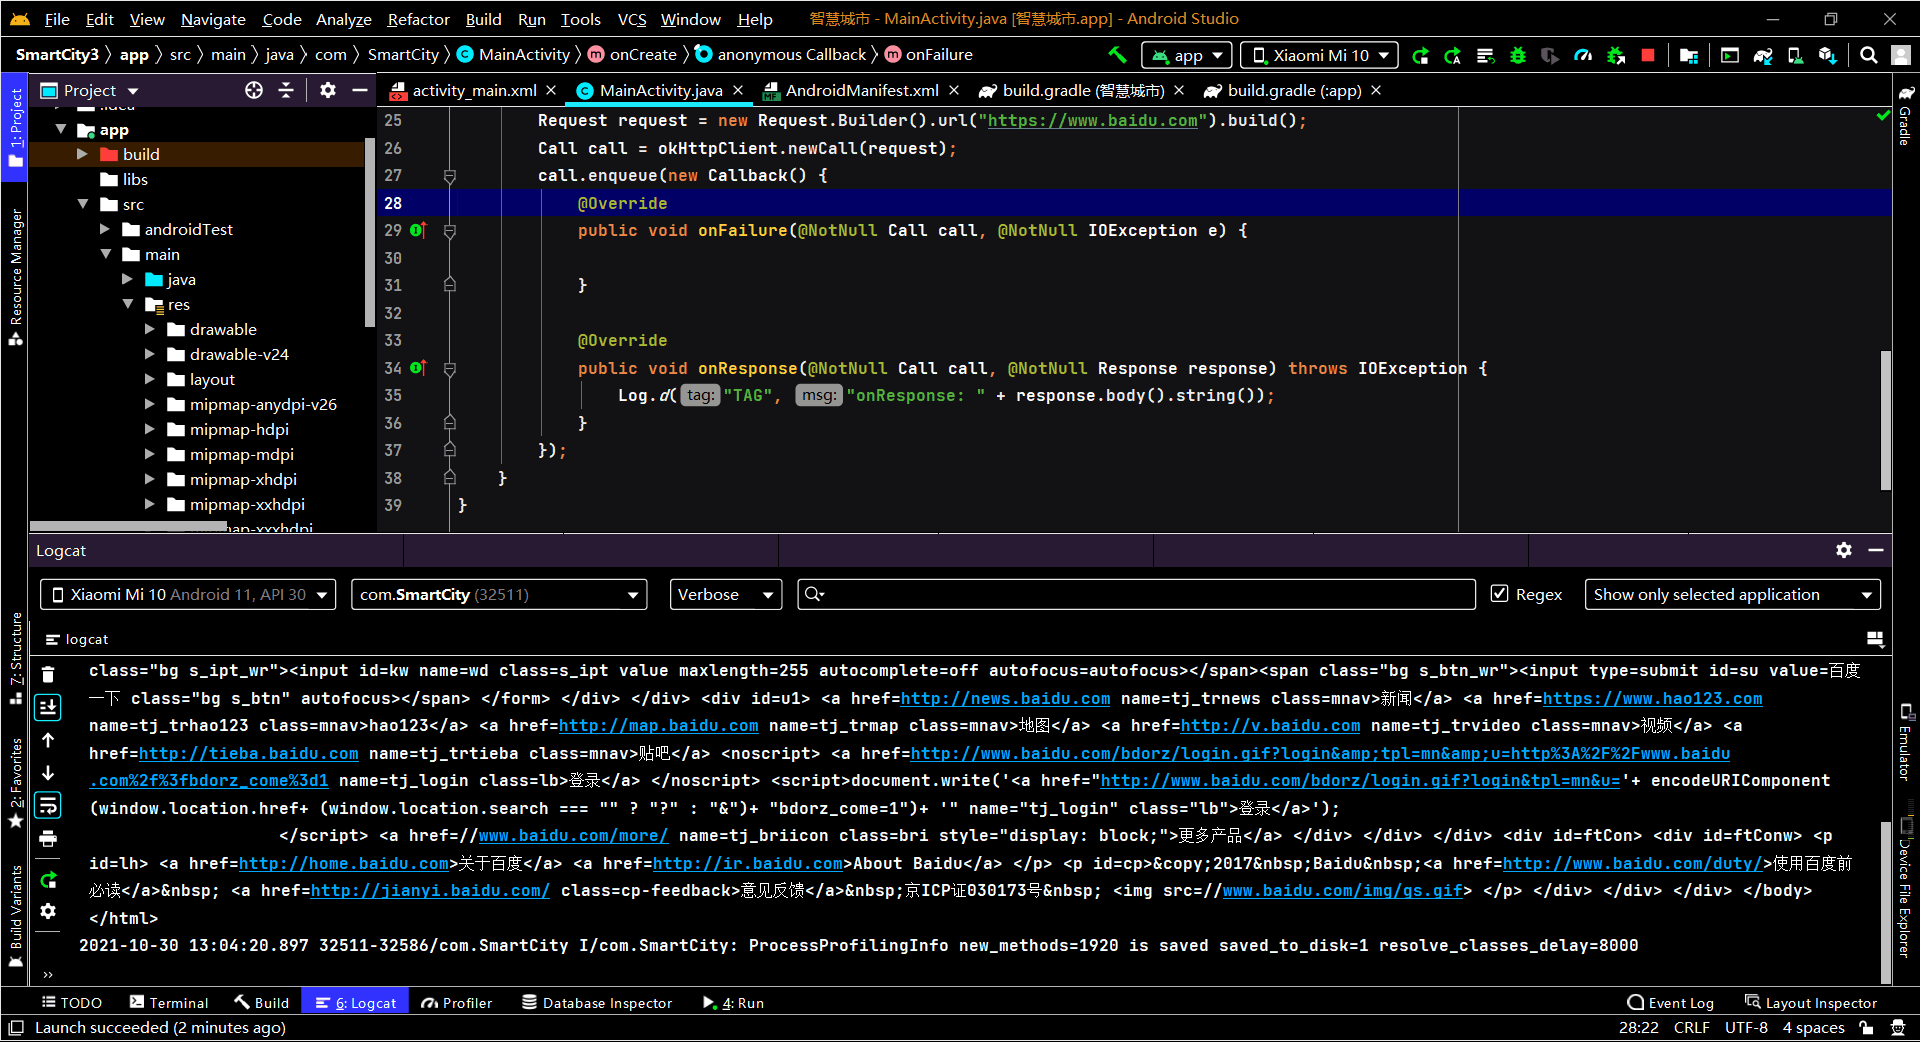 File Edit View Navigate Code Analyze Refactor Build Run Tools VCS Window Help 智慧城市 - MainActivity.java [智慧城市.app] - Android Studio
SmartCity3 app src main java com SmartCity MainActivity onCreate anonymous Callback onFailure app Xiaomi Mi 10
Project activity_main.xml MainActivity.java AndroidManifest.xml build.gradle (智慧城市) build.gradle (:app)
.idea
app
build
libs
src
androidTest
main
java
res
drawable
drawable-v24
layout
mipmap-anydpi-v26
mipmap-hdpi
mipmap-mdpi
mipmap-xhdpi
mipmap-xxhdpi
mipmap-xxxhdpi
25 Request request = new Request.Builder().url("https://www.baidu.com").build();
26 Call call = okHttpClient.newCall(request);
27 call.enqueue(new Callback() {
28 @Override
29 public void onFailure(@NotNull Call call, @NotNull IOException e) {
30
31 }
32
33 @Override
34 public void onResponse(@NotNull Call call, @NotNull Response response) throws IOException {
35 Log.d( tag: "TAG", msg: "onResponse: " + response.body().string());
36 }
37 });
38 }
39 }
1: Project
Resource Manager
7: Structure
2: Favorites
Build Variants
Gradle
Emulator
Device File Explorer
Logcat
Xiaomi Mi 10 Android 11, API 30 com.SmartCity (32511) Verbose Regex Show only selected application
logcat
class="bg s_ipt_wr"><input id=kw name=wd class=s_ipt value maxlength=255 autocomplete=off autofocus=autofocus></span><span class="bg s_btn_wr"><input type=submit id=su value=百度
一下 class="bg s_btn" autofocus></span> </form> </div> </div> <div id=u1> <a href=http://news.baidu.com name=tj_trnews class=mnav>新闻</a> <a href=https://www.hao123.com
name=tj_trhao123 class=mnav>hao123</a> <a href=http://map.baidu.com name=tj_trmap class=mnav>地图</a> <a href=http://v.baidu.com name=tj_trvideo class=mnav>视频</a> <a
href=http://tieba.baidu.com name=tj_trtieba class=mnav>贴吧</a> <noscript> <a href=http://www.baidu.com/bdorz/login.gif?login&amp;tpl=mn&amp;u=http%3A%2F%2Fwww.baidu
.com%2f%3fbdorz_come%3d1 name=tj_login class=lb>登录</a> </noscript> <script>document.write('<a href="http://www.baidu.com/bdorz/login.gif?login&tpl=mn&u='+ encodeURIComponent
(window.location.href+ (window.location.search === "" ? "?" : "&")+ "bdorz_come=1")+ '" name="tj_login" class="lb">登录</a>');
</script> <a href=//www.baidu.com/more/ name=tj_briicon class=bri style="display: block;">更多产品</a> </div> </div> </div> <div id=ftCon> <div id=ftConw> <p
id=lh> <a href=http://home.baidu.com>关于百度</a> <a href=http://ir.baidu.com>About Baidu</a> </p> <p id=cp>&copy;2017&nbsp;Baidu&nbsp;<a href=http://www.baidu.com/duty/>使用百度前
必读</a>&nbsp; <a href=http://jianyi.baidu.com/ class=cp-feedback>意见反馈</a>&nbsp;京ICP证030173号&nbsp; <img src=//www.baidu.com/img/gs.gif> </p> </div> </div> </div> </body>
</html>
2021-10-30 13:04:20.897 32511-32586/com.SmartCity I/com.SmartCity: ProcessProfilingInfo new_methods=1920 is saved saved_to_disk=1 resolve_classes_delay=8000
TODO Terminal Build 6: Logcat Profiler Database Inspector 4: Run Event Log Layout Inspector
Launch succeeded (2 minutes ago) 28:22 CRLF UTF-8 4 spaces